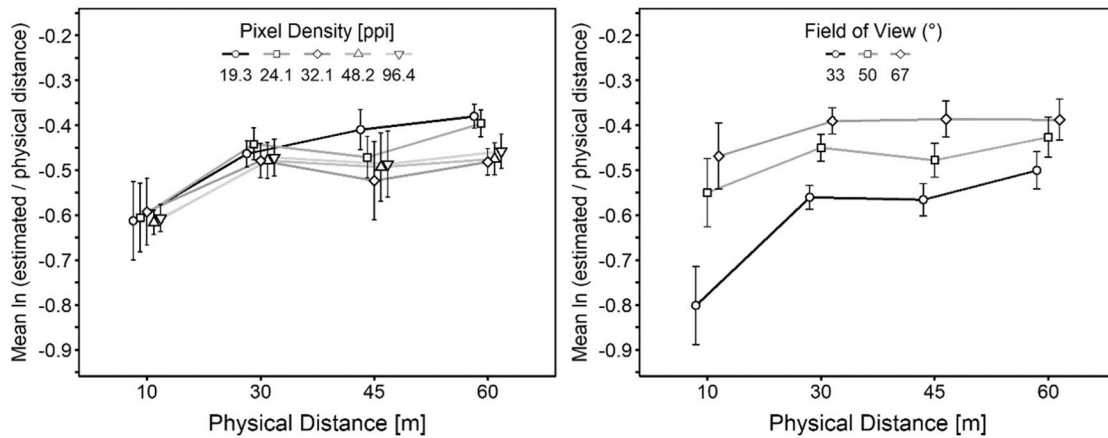 Pixel Density [ppi]
19.3 24.1 32.1 48.2 96.4
Mean ln (estimated / physical distance)
-0.2
-0.3
-0.4
-0.5
-0.6
-0.7
-0.8
-0.9
10 30 45 60
Physical Distance [m]
Field of View (°)
33 50 67
Mean ln (estimated / physical distance)
-0.2
-0.3
-0.4
-0.5
-0.6
-0.7
-0.8
-0.9
10 30 45 60
Physical Distance [m]